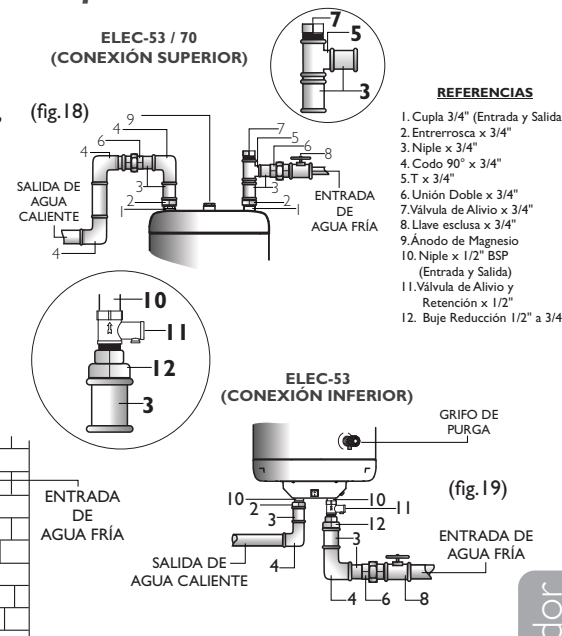 ELEC-53 / 70
(CONEXIÓN SUPERIOR)
7
5
3
(fig.18)
9
4
6
4
7
5
6
8
3
3
SALIDA DE
AGUA
CALIENTE
2
1
2
1
4
ENTRADA
DE
AGUA FRÍA
REFERENCIAS
1. Cupla 3/4" (Entrada y Salida
2. Entrerrosca x 3/4"
3. Niple x 3/4"
4. Codo 90° x 3/4"
5. T x 3/4"
6. Unión Doble x 3/4"
7. Válvula de Alivio x 3/4"
8. Llave esclusa x 3/4"
9. Ánodo de Magnesio
10. Niple x 1/2" BSP
(Entrada y Salida)
11. Válvula de Alivio y
Retención x 1/2"
12. Buje Reducción 1/2" a 3/4
10
11
12
3
ELEC-53
(CONEXIÓN INFERIOR)
GRIFO DE
PURGA
(fig.19)
10
2
3
10
11
12
3
ENTRADA
DE
AGUA FRÍA
SALIDA DE
AGUA CALIENTE
4
ENTRADA DE
AGUA FRÍA
4
6
8
dor